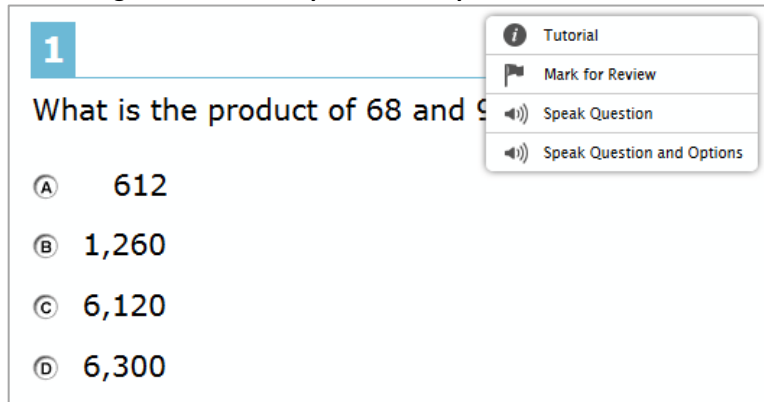 1
What is the product of 68 and
Tutorial
Mark for Review
Speak Question
Speak Question and Options
A 612
B 1,260
C 6,120
D 6,300